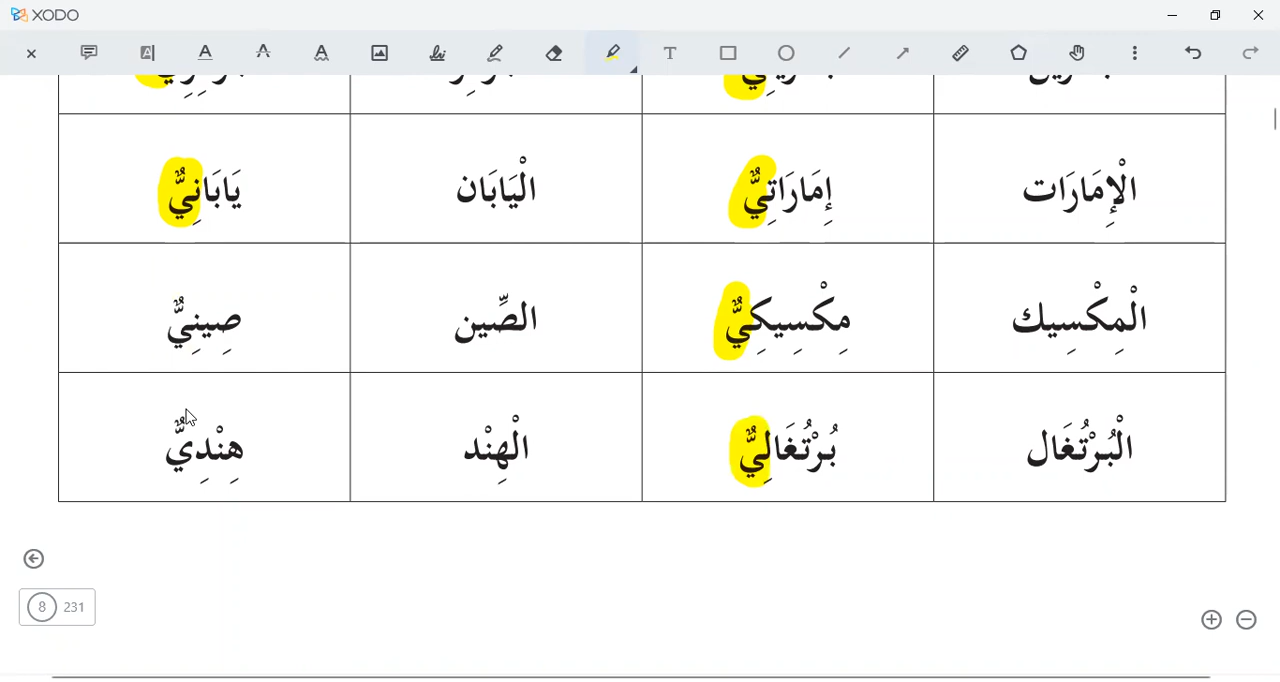 XODO
الْإِمَارَات إِمَارَاتِيٌّ الْيَابَان يَابَانِيٌّ
الْمِكْسِيك مِكْسِيكِيٌّ الصِّين صِينِيٌّ
الْبُرْتُغَال بُرْتُغَالِيٌّ الْهِنْد هِنْدِيٌّ
8 231